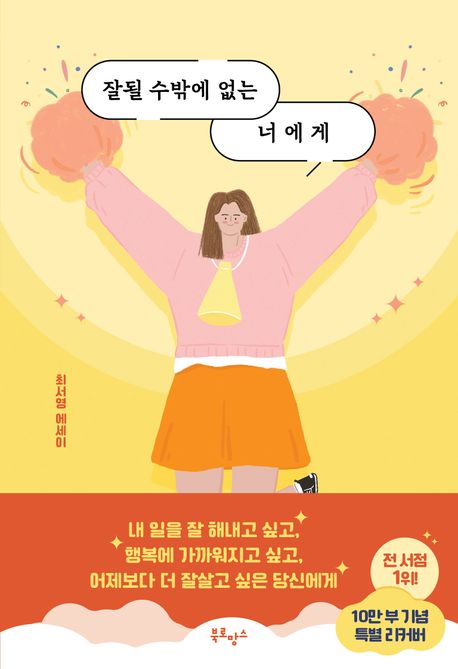 잘될 수밖에 없는
너에게
최서영 에세이
내 일을 잘 해내고 싶고,
행복에 가까워지고 싶고,
어제보다 더 잘살고 싶은 당신에게
전 서점
1위!
10만 부 기념
특별 리커버
북로망스